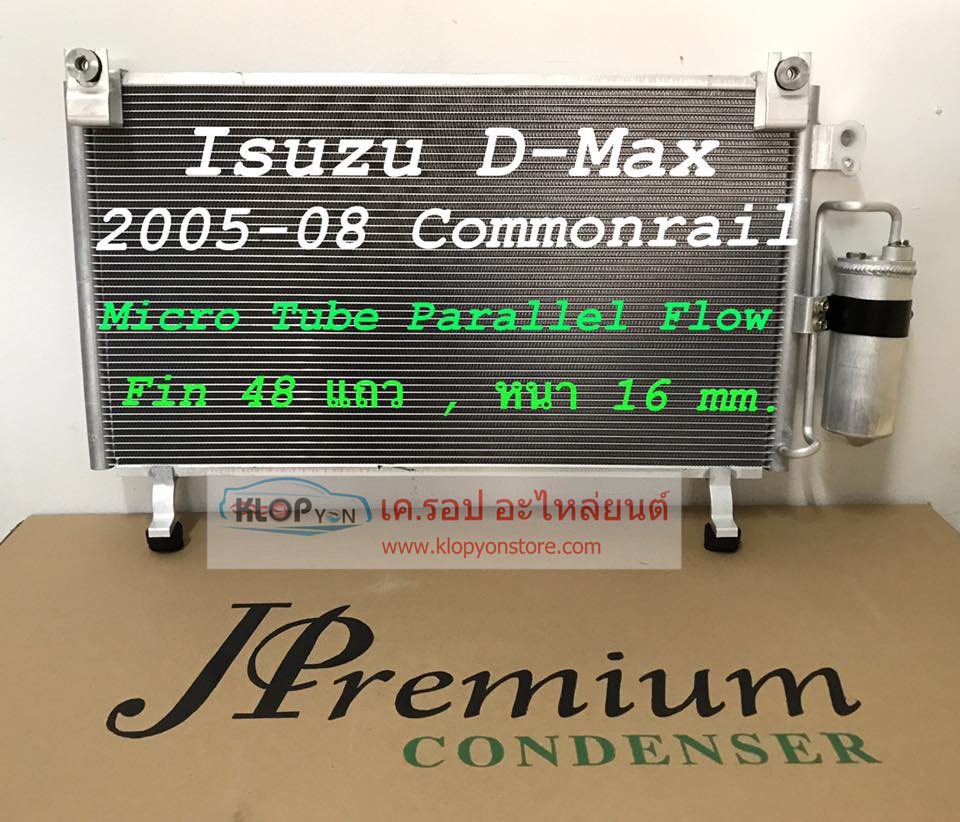 Isuzu D-Max
2005-08 Commonrail
Micro Tube Parallel Flow
Fin 48 แถว , หนา 16 mm.
KLOPYON เค.รอป อะไหล่ยนต์
www.klopyonstore.com
JPremium
CONDENSER